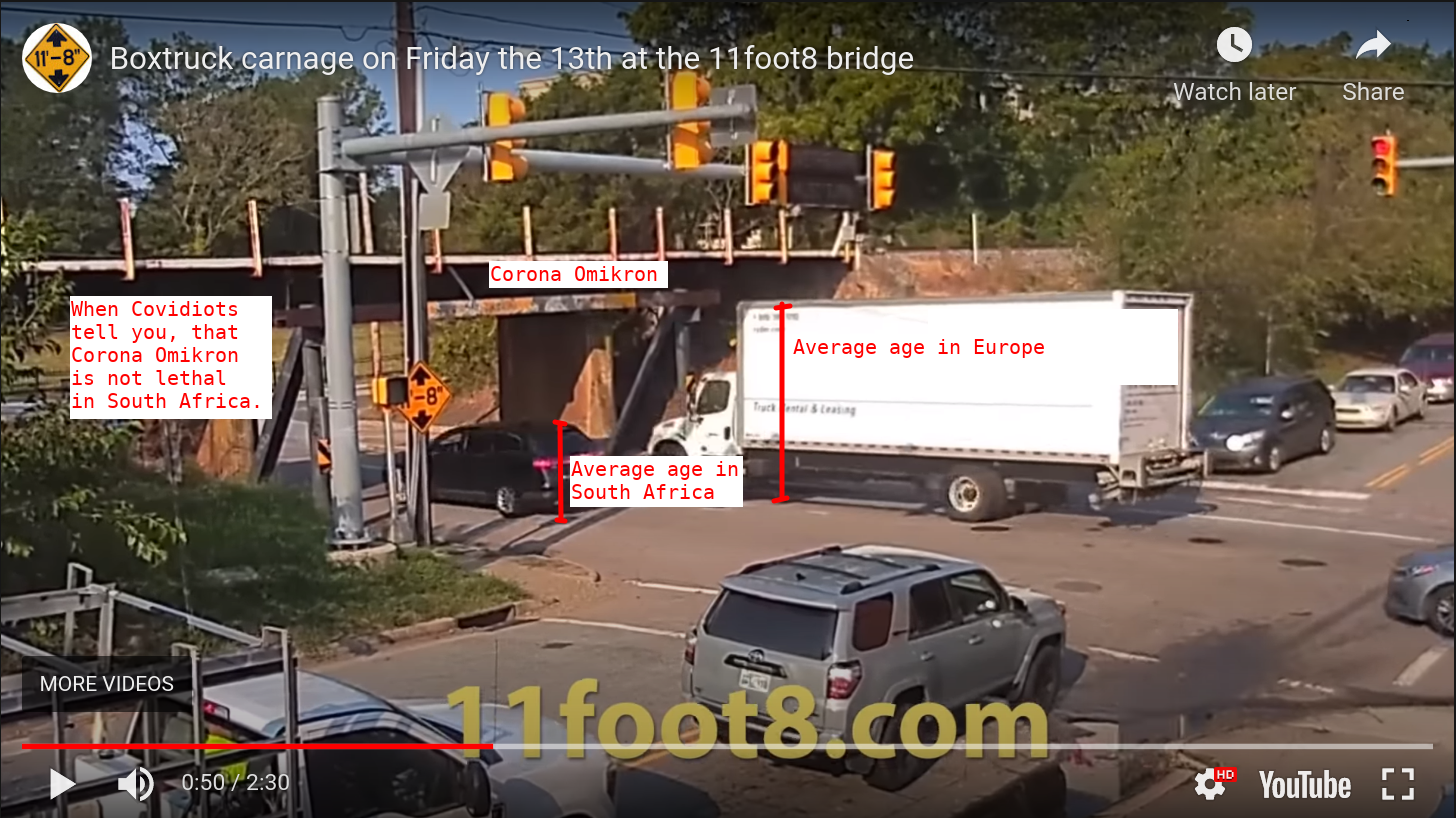 11'-8"
Boxtruck carnage on Friday the 13th at the 11foot8 bridge
Watch later
Share
Corona Omikron
When Covidiots
tell you, that
Corona Omikron
is not lethal
in South Africa.
Average age in Europe
-8"
Truck Rental & Leasing
Average age in
South Africa
MORE VIDEOS
11foot8.com
0:50 / 2:30
HD
YouTube